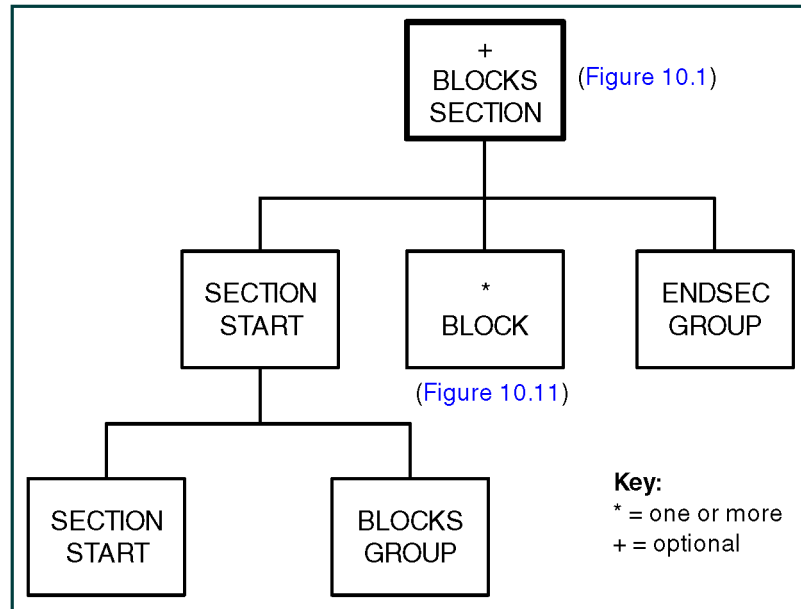 +
BLOCKS
SECTION
(Figure 10.1)
SECTION
START
*
BLOCK
ENDSEC
GROUP
(Figure 10.11)
SECTION
START
BLOCKS
GROUP
Key:
* = one or more
+ = optional